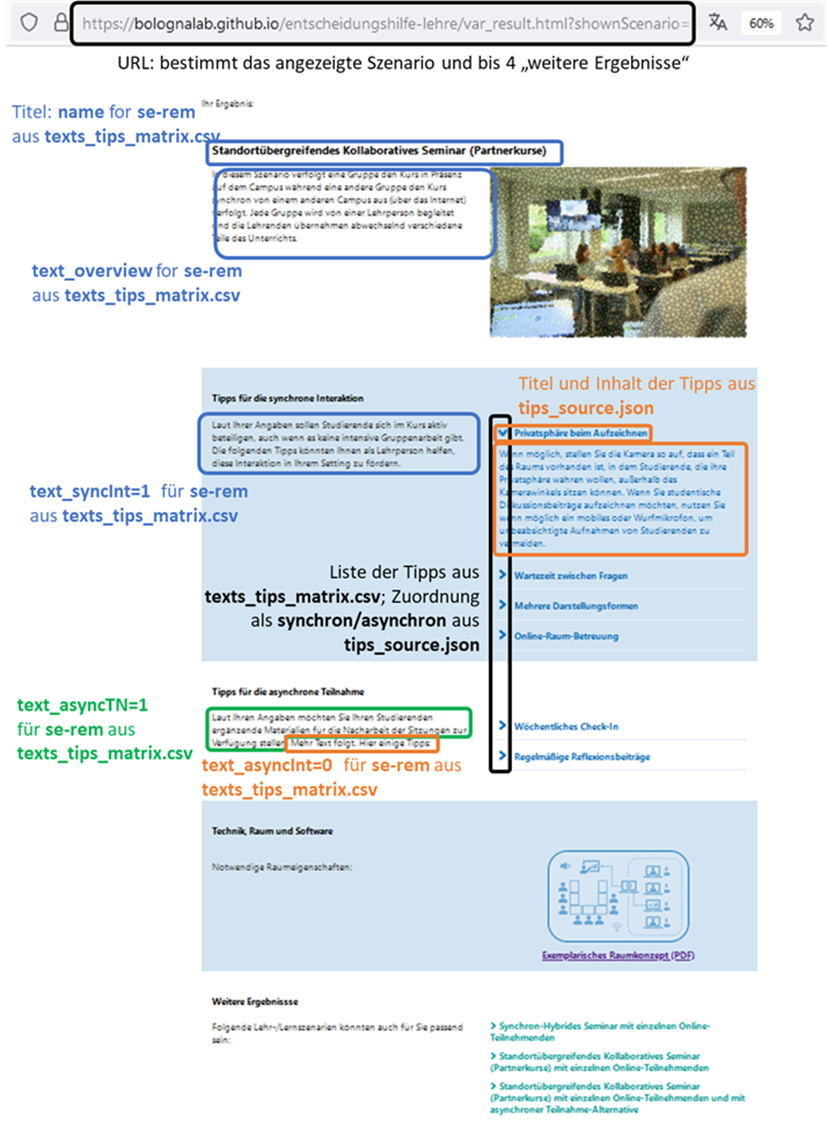 https://bolognalab.github.io/entscheidungshilfe-lehre/var_result.html?shownScenario=
60%
URL: bestimmt das angezeigte Szenario und bis 4 „weitere Ergebnisse“
Ihr Ergebnis:
Titel: name for se-rem
aus texts_tips_matrix.csv
Standortübergreifendes Kollaboratives Seminar (Partnerkurse)
In diesem Szenario verfolgt eine Gruppe den Kurs in Präsenz
auf dem Campus während eine andere Gruppe den Kurs
synchron von einem anderen Campus aus (über das Internet)
verfolgt. Jede Gruppe wird von einer Lehrperson begleitet
und die Lehrenden übernehmen abwechselnd verschiedene
Teile des Unterrichts.
text_overview for se-rem
aus texts_tips_matrix.csv
Titel und Inhalt der Tipps aus
tips_source.json
Tipps für die synchrone Interaktion
Laut Ihrer Angaben sollen Studierende sich im Kurs aktiv
beteiligen, auch wenn es keine intensive Gruppenarbeit gibt.
Die folgenden Tipps könnten Ihnen als Lehrperson helfen,
diese Interaktion in Ihrem Setting zu fördern.
text_syncInt=1 für se-rem
aus texts_tips_matrix.csv
Privatsphäre beim Aufzeichnen
Wenn möglich, stellen Sie die Kamera so auf, dass ein Teil
des Raums vorhanden ist, in dem Studierende, die ihre
Privatsphäre wahren wollen, außerhalb des
Kamerawinkels sitzen können. Wenn Sie studentische
Diskussionsbeiträge aufzeichnen möchten, nutzen Sie
wenn möglich ein mobiles oder Wurfmikrofon, um
unbeabsichtigte Aufnahmen von Studierenden zu
vermeiden.
Liste der Tipps aus
texts_tips_matrix.csv; Zuordnung
als synchron/asynchron aus
tips_source.json
Wartezeit zwischen Fragen
Mehrere Darstellungsformen
Online-Raum-Betreuung
Tipps für die asynchrone Teilnahme
text_asyncTN=1
für se-rem aus
texts_tips_matrix.csv
Laut Ihren Angaben möchten Sie Ihren Studierenden
ergänzende Materialien für die Nacharbeit der Sitzungen zur
Verfügung stellen. Mehr Text folgt. Hier einige Tipps:
text_asyncInt=0 für se-rem aus
texts_tips_matrix.csv
Wöchentliches Check-In
Regelmäßige Reflexionsbeiträge
Technik, Raum und Software
Notwendige Raumeigenschaften:
Exemplarisches Raumkonzept (PDF)
Weitere Ergebnissse
Folgende Lehr-/Lernszenarien könnten auch für Sie passend
sein:
Synchron-Hybrides Seminar mit einzelnen Online-
Teilnehmenden
Standortübergreifendes Kollaboratives Seminar
(Partnerkurse) mit einzelnen Online-Teilnehmenden
Standortübergreifendes Kollaboratives Seminar
(Partnerkurse) mit einzelnen Online-Teilnehmenden und mit
asynchroner Teilnahme-Alternative